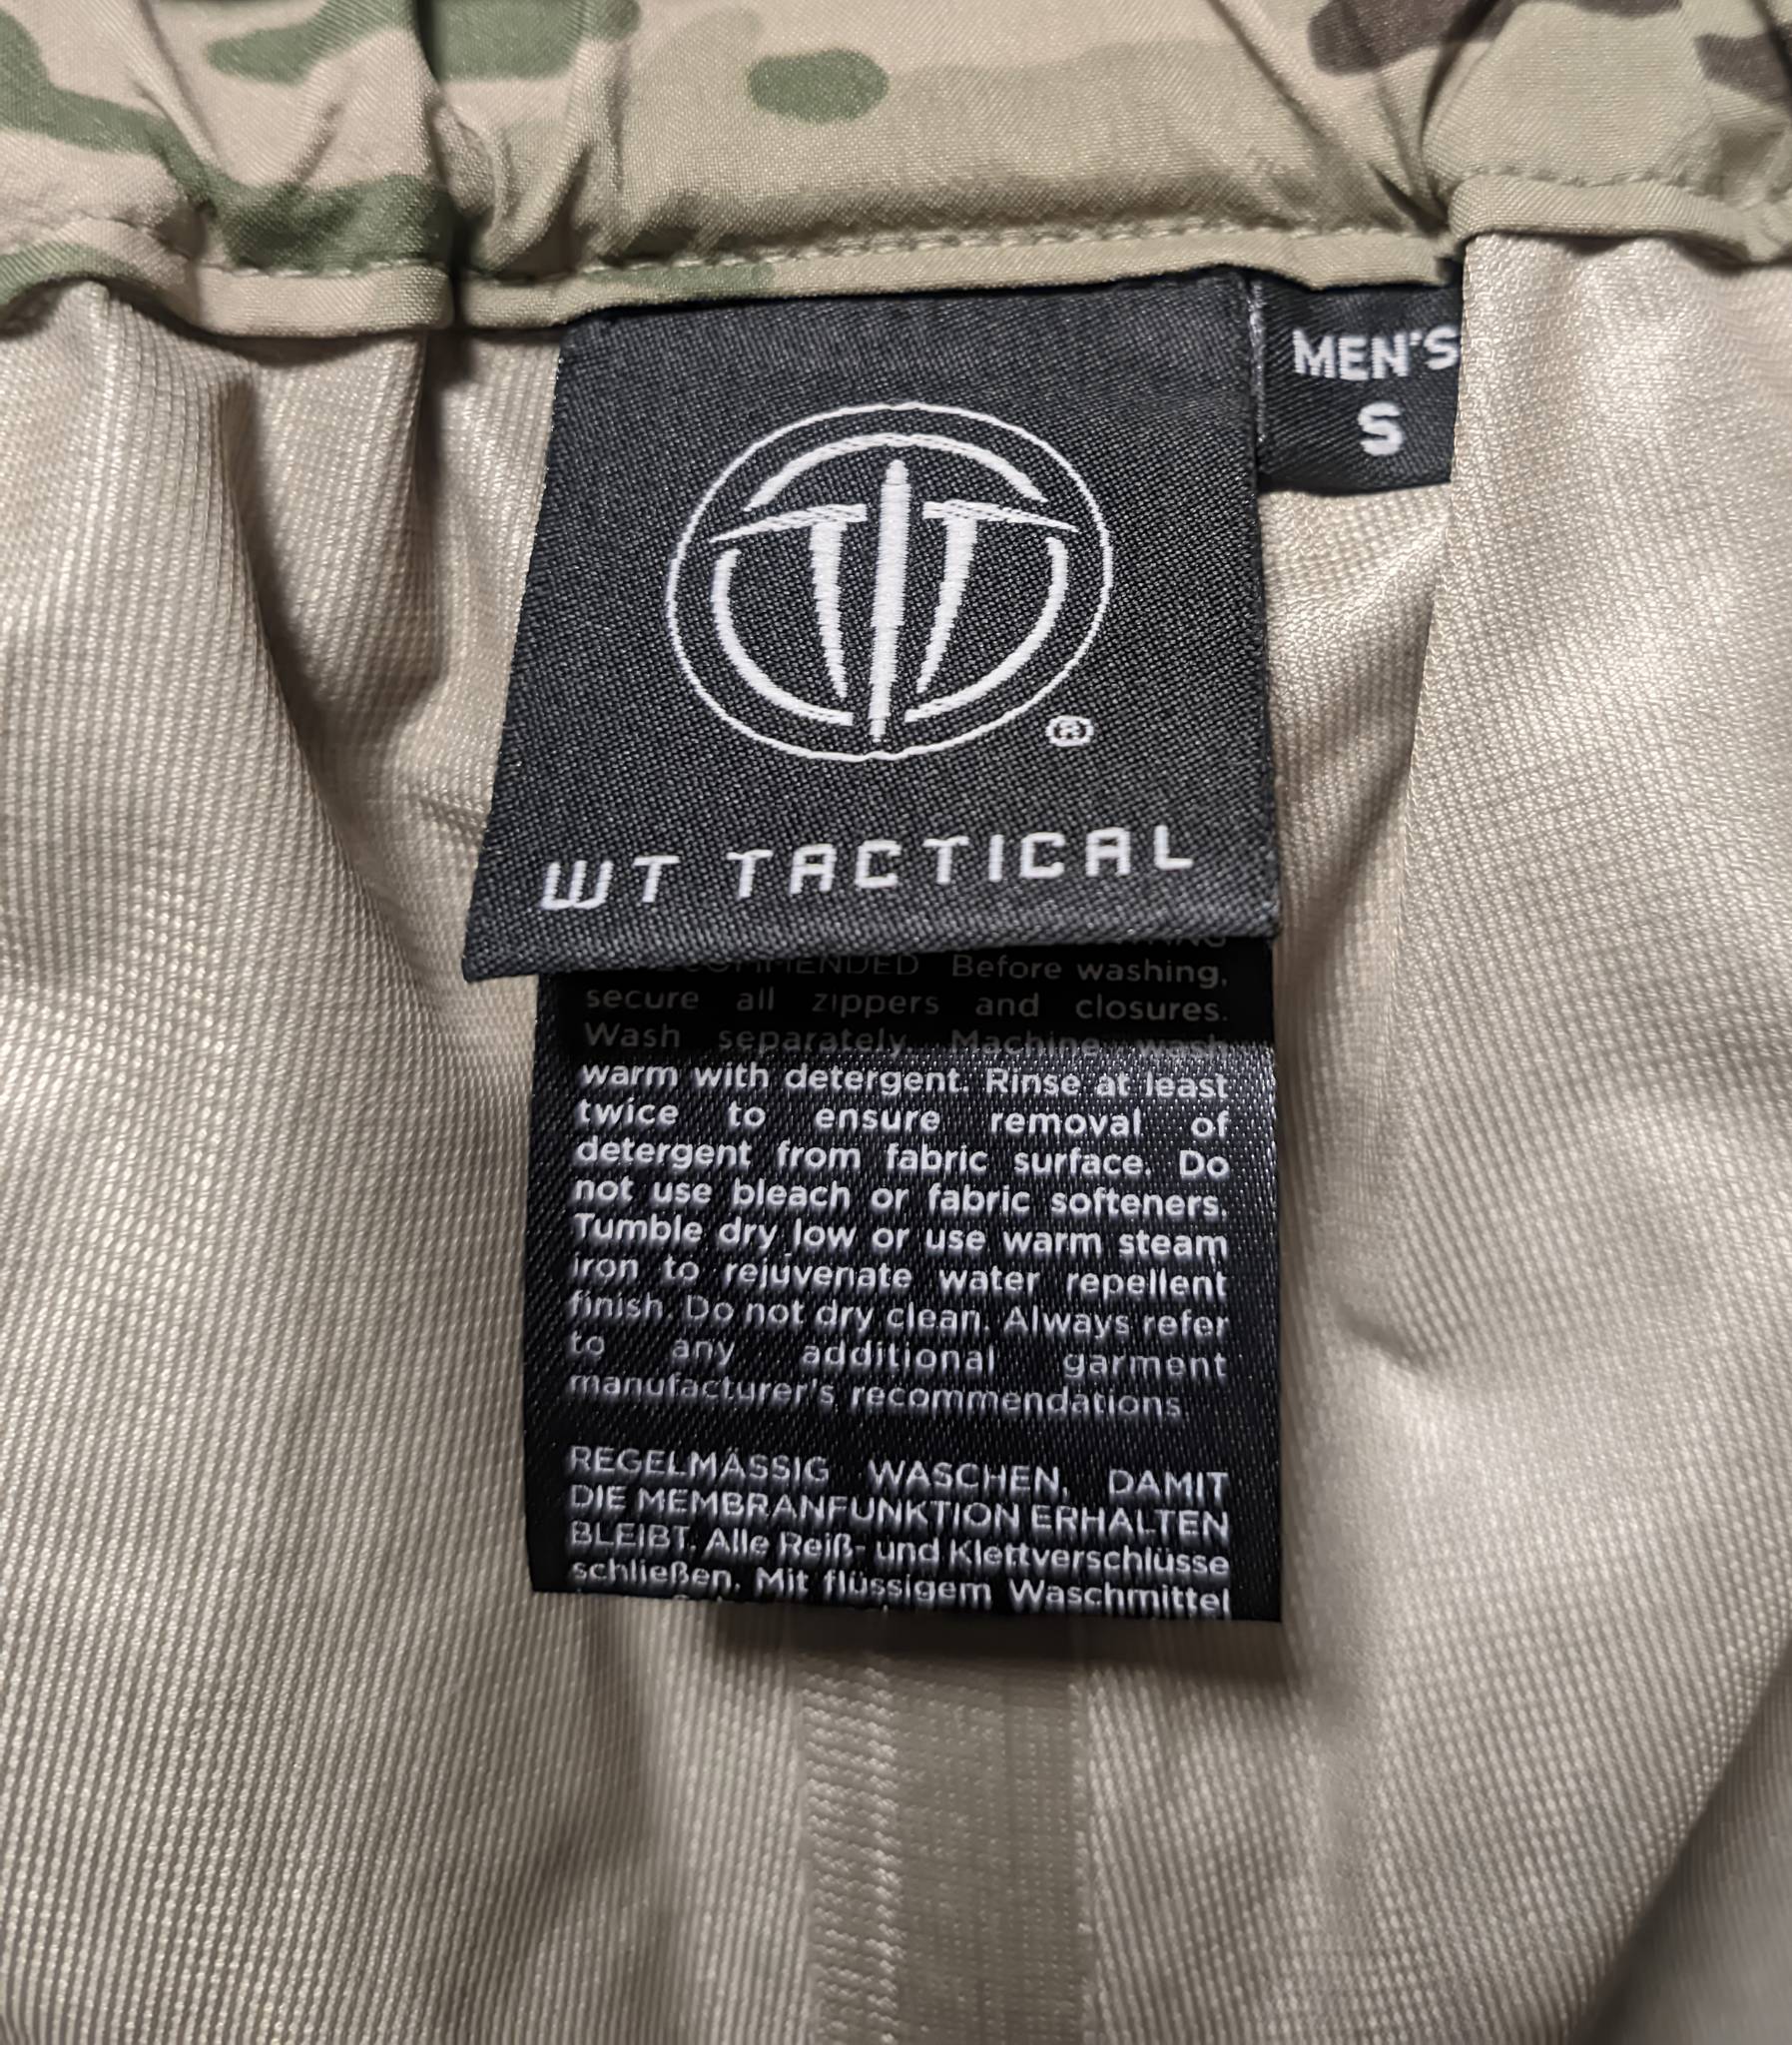 MEN'S
S
®
WT TACTICAL
RECOMMENDED Before washing,
secure all zippers and closures.
Wash separately. Machine wash
warm with detergent. Rinse at least
twice to ensure removal of
detergent from fabric surface. Do
not use bleach or fabric softeners.
Tumble dry low or use warm steam
iron to rejuvenate water repellent
finish. Do not dry clean. Always refer
to any additional garment
manufacturer's recommendations
REGELMÄSSIG WASCHEN, DAMIT
DIE MEMBRANFUNKTION ERHALTEN
BLEIBT. Alle Reiß- und Klettverschlüsse
schließen. Mit flüssigem Waschmittel